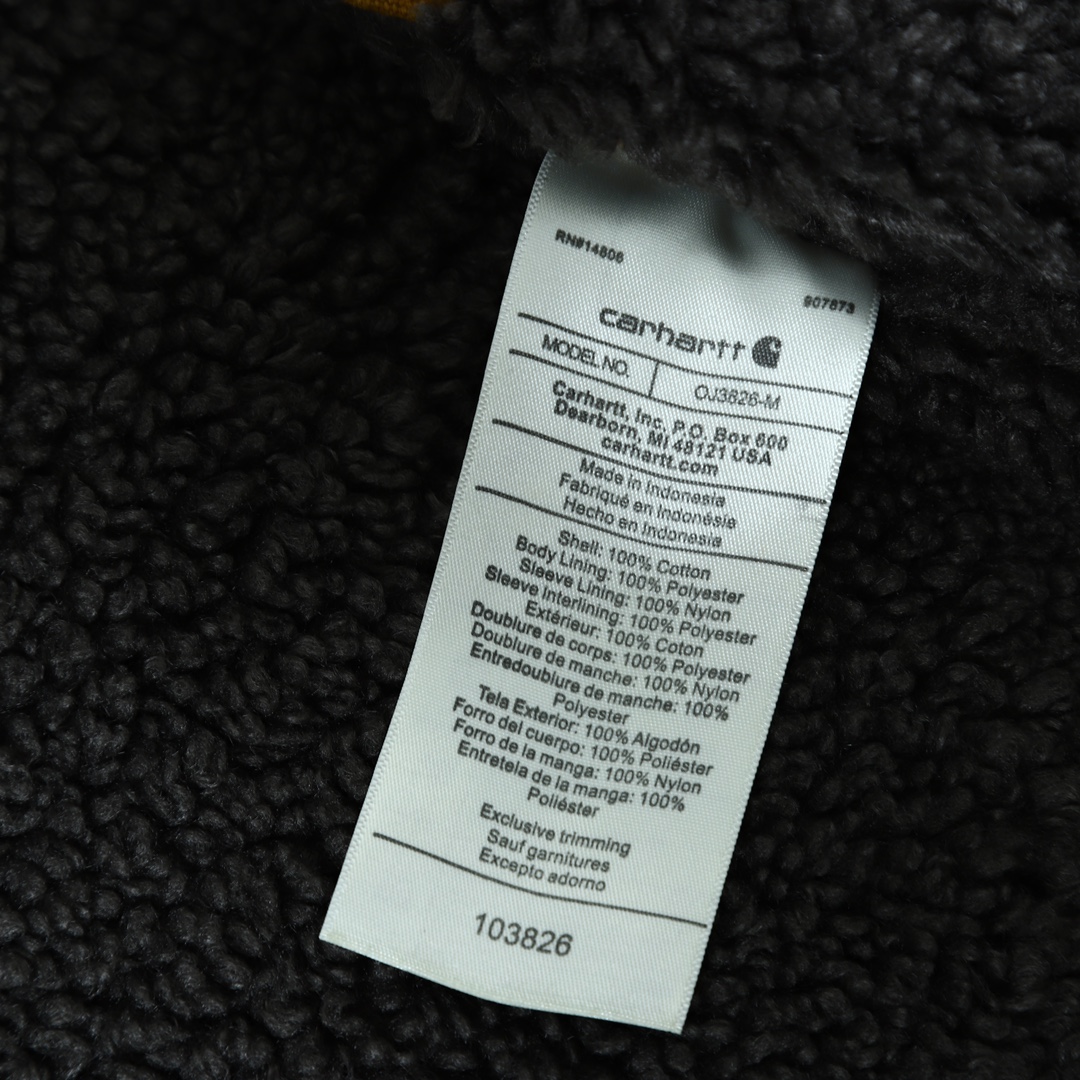 RN#14806
907873
carhartt
MODEL NO. OJ3826-M
Carhartt, Inc. P.O. Box 600
Dearborn, MI 48121 USA
carhartt.com
Made in Indonesia
Fabriqué en Indonésie
Hecho en Indonesia
Shell: 100% Cotton
Body Lining: 100% Polyester
Sleeve Lining: 100% Nylon
Sleeve Interlining: 100% Polyester
Extérieur: 100% Coton
Doublure de corps: 100% Polyester
Doublure de manche: 100% Nylon
Entredoublure de manche: 100%
Polyester
Tela Exterior: 100% Algodón
Forro del cuerpo: 100% Poliéster
Forro de la manga: 100% Nylon
Entretela de la manga: 100%
Poliéster
Exclusive trimming
Sauf garnitures
Excepto adorno
103826